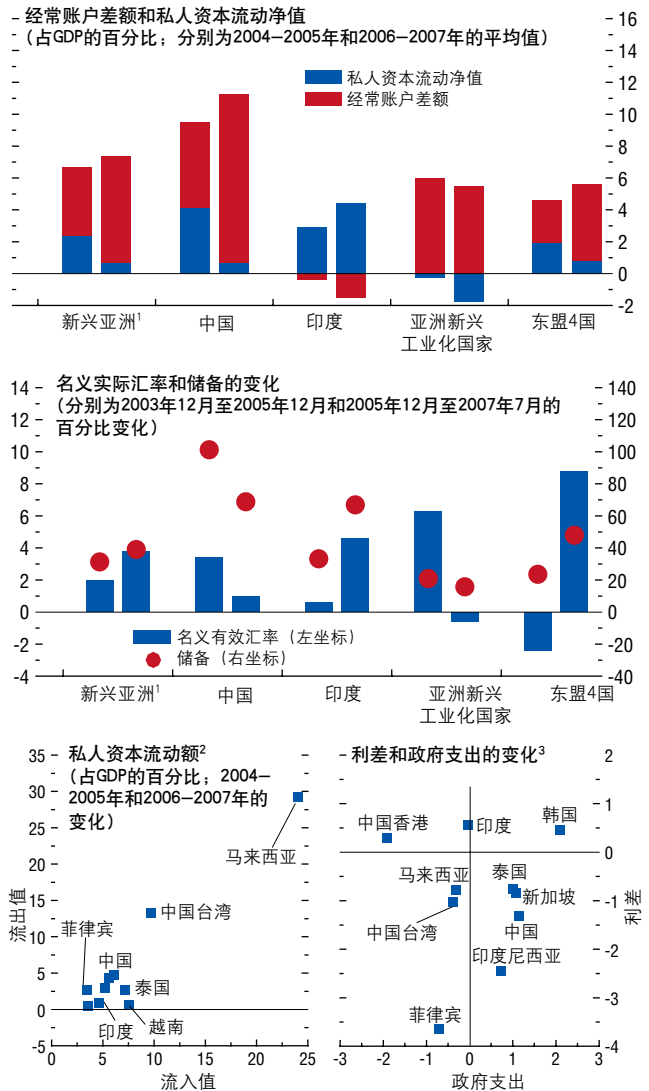 经常账户差额和私人资本流动净值
（占GDP的百分比；分别为2004–2005年和2006–2007年的平均值）
私人资本流动净值
经常账户差额
16
14
12
10
8
6
4
2
0
-2
新兴亚洲¹
中国
印度
亚洲新兴
工业化国家
东盟4国
名义实际汇率和储备的变化
（分别为2003年12月至2005年12月和2005年12月至2007年7月的
百分比变化）
14
12
10
8
6
4
2
0
-2
-4
140
120
100
80
60
40
20
0
-20
-40
名义有效汇率（左坐标）
储备（右坐标）
新兴亚洲¹
中国
印度
亚洲新兴
工业化国家
东盟4国
私人资本流动额²
（占GDP的百分比；2004–
2005年和2006–2007年的
变化）
35
30
25
20
15
10
5
0
-5
流出值
马来西亚
中国台湾
菲律宾
中国
泰国
印度
越南
0 5 10 15 20 25
流入值
利差和政府支出的变化³
2
1
0
-1
-2
-3
-4
利差
中国香港
印度
韩国
马来西亚
泰国
新加坡
中国台湾
中国
印度尼西亚
菲律宾
-3 -2 -1 0 1 2 3
政府支出